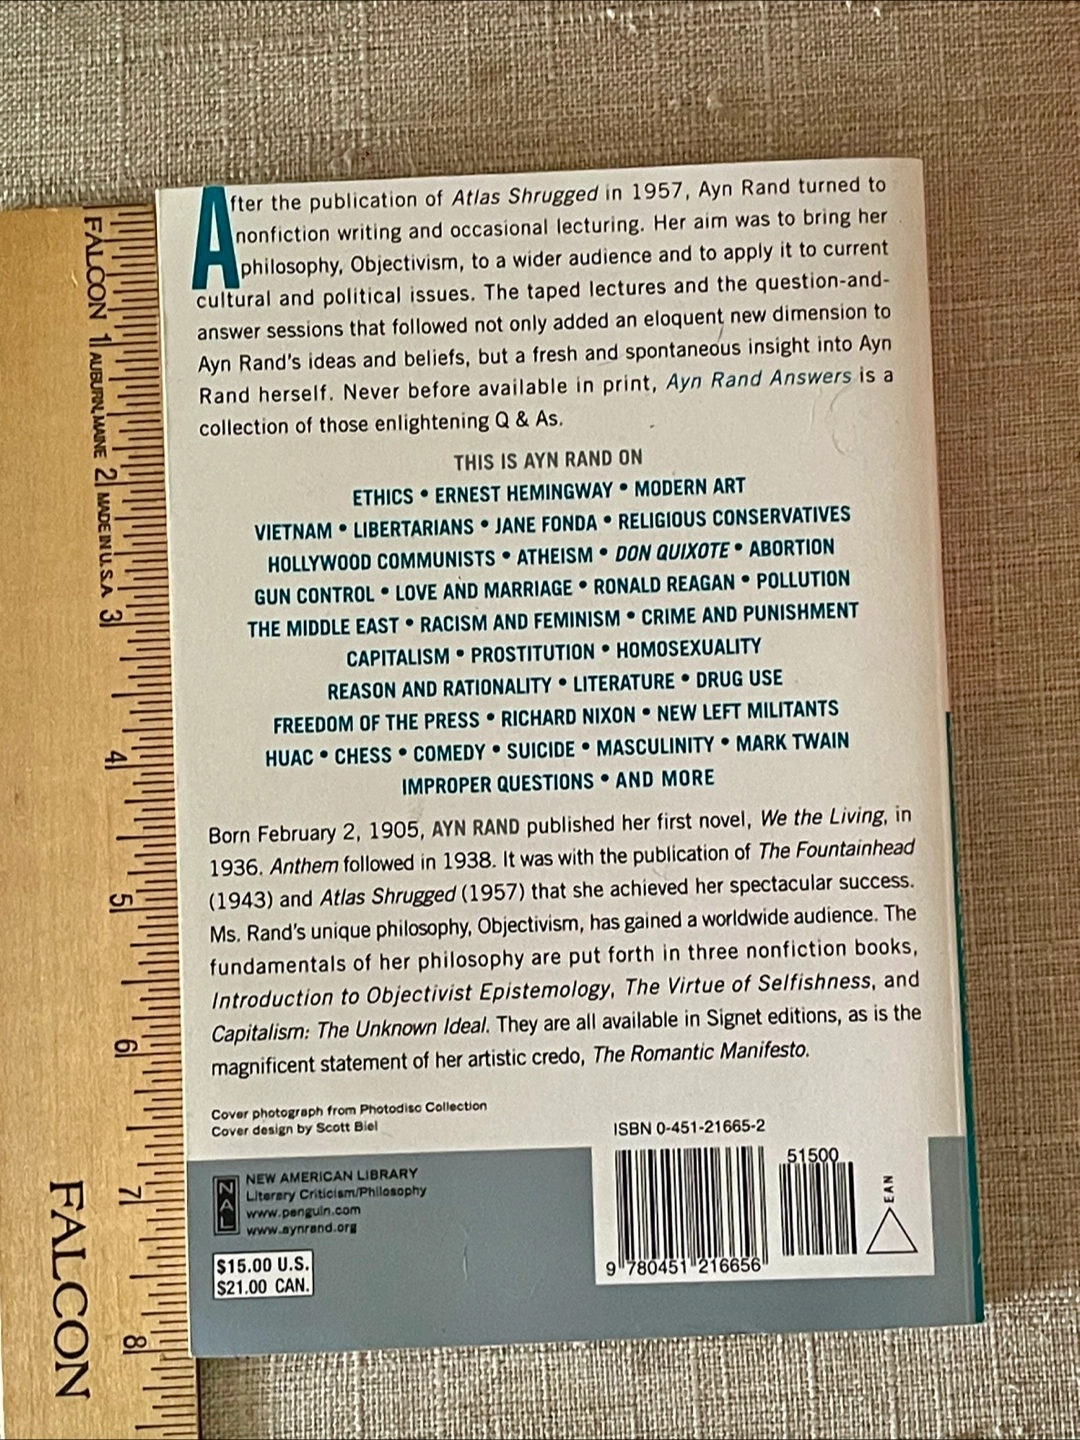 After the publication of Atlas Shrugged in 1957, Ayn Rand turned to
nonfiction writing and occasional lecturing. Her aim was to bring her
philosophy, Objectivism, to a wider audience and to apply it to current
cultural and political issues. The taped lectures and the question-and-
answer sessions that followed not only added an eloquent new dimension to
Ayn Rand's ideas and beliefs, but a fresh and spontaneous insight into Ayn
Rand herself. Never before available in print, Ayn Rand Answers is a
collection of those enlightening Q & As.
THIS IS AYN RAND ON
ETHICS • ERNEST HEMINGWAY • MODERN ART
VIETNAM • LIBERTARIANS • JANE FONDA • RELIGIOUS CONSERVATIVES
HOLLYWOOD COMMUNISTS • ATHEISM • DON QUIXOTE • ABORTION
GUN CONTROL • LOVE AND MARRIAGE • RONALD REAGAN • POLLUTION
THE MIDDLE EAST • RACISM AND FEMINISM • CRIME AND PUNISHMENT
CAPITALISM • PROSTITUTION • HOMOSEXUALITY
REASON AND RATIONALITY • LITERATURE • DRUG USE
FREEDOM OF THE PRESS • RICHARD NIXON • NEW LEFT MILITANTS
HUAC • CHESS • COMEDY • SUICIDE • MASCULINITY • MARK TWAIN
IMPROPER QUESTIONS • AND MORE
Born February 2, 1905, AYN RAND published her first novel, We the Living, in
1936. Anthem followed in 1938. It was with the publication of The Fountainhead
(1943) and Atlas Shrugged (1957) that she achieved her spectacular success.
Ms. Rand's unique philosophy, Objectivism, has gained a worldwide audience. The
fundamentals of her philosophy are put forth in three nonfiction books,
Introduction to Objectivist Epistemology, The Virtue of Selfishness, and
Capitalism: The Unknown Ideal. They are all available in Signet editions, as is the
magnificent statement of her artistic credo, The Romantic Manifesto.
Cover photograph from Photodisc Collection
Cover design by Scott Biel
NAL
NEW AMERICAN LIBRARY
Literary Criticism/Philosophy
www.penguin.com
www.aynrand.org
$15.00 U.S.
$21.00 CAN.
ISBN 0-451-21665-2
51500
EAN
9 780451 216656
FALCON AUBURN, MAINE MADE IN U.S.A
1 2 3 4 5 6 7 8
FALCON